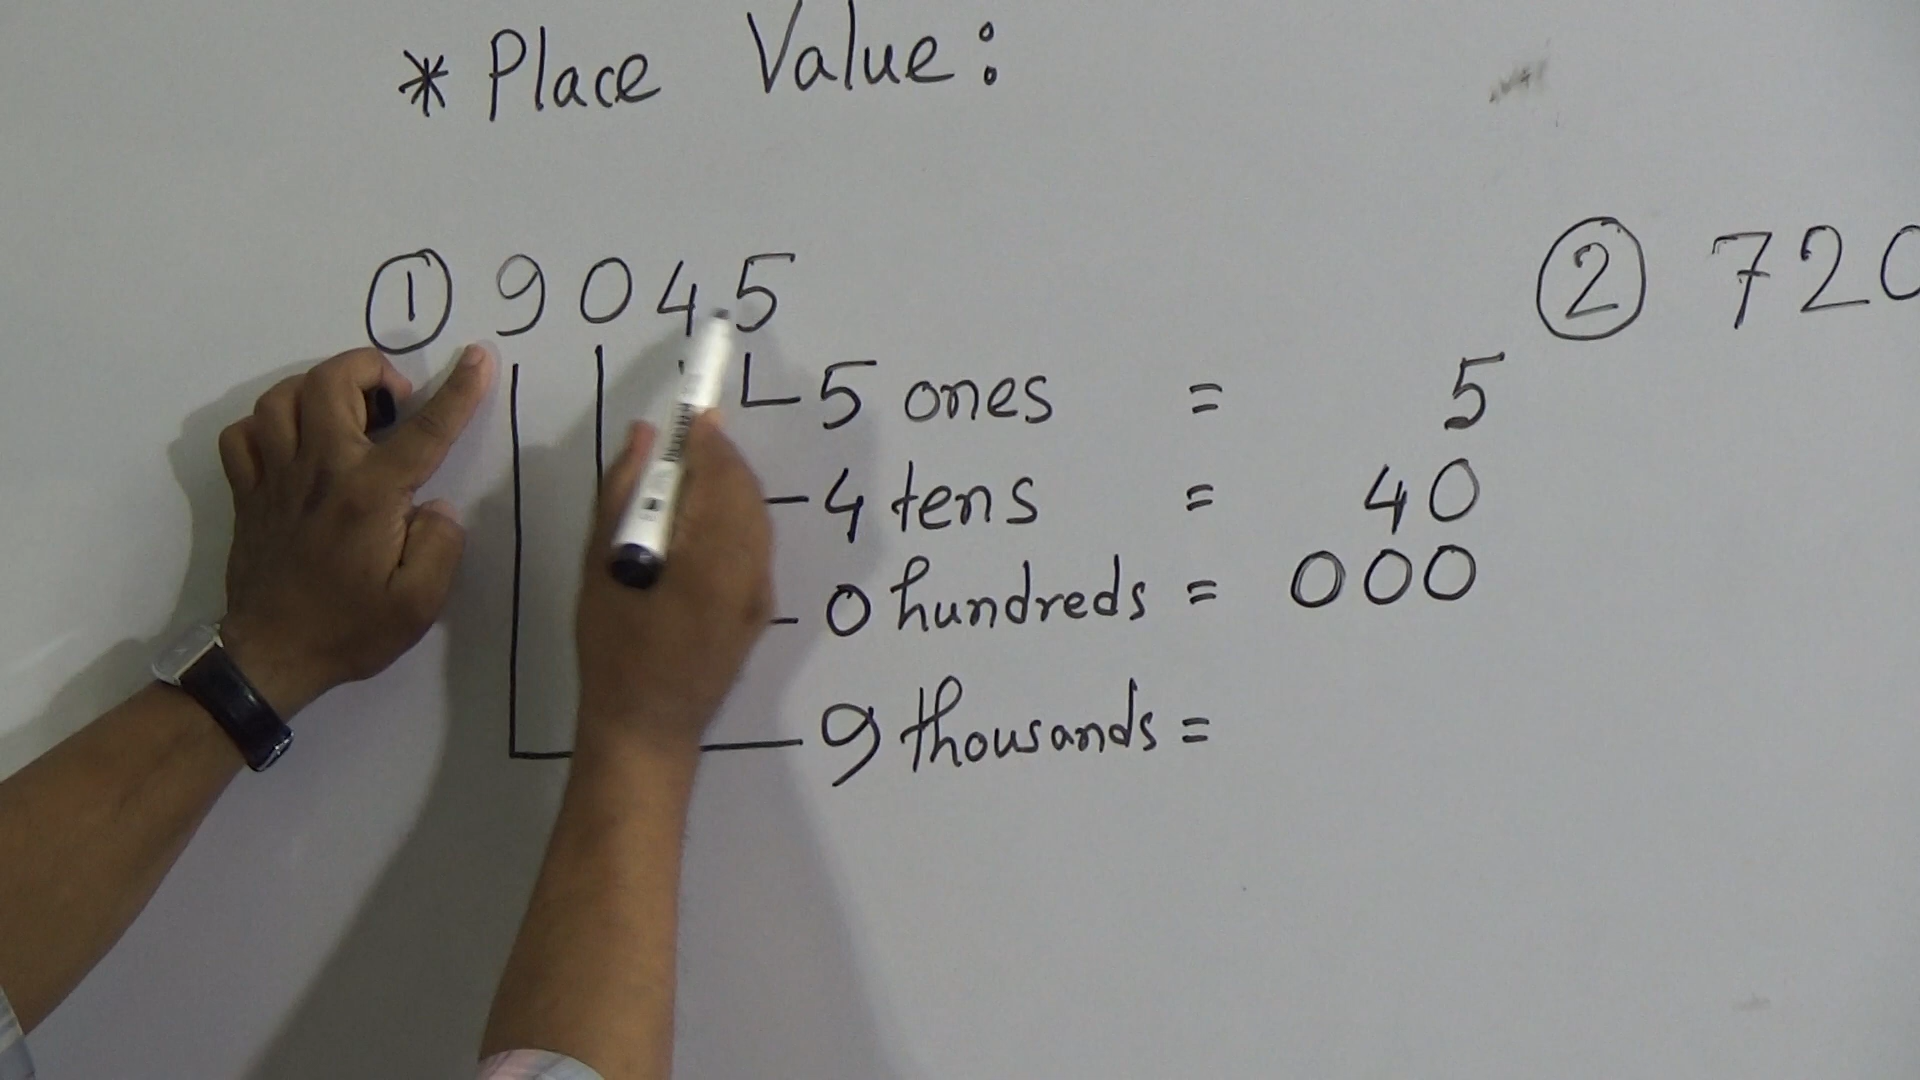 * Place Value:
① 9045
② 720
5 ones = 5
4 tens = 40
0 hundreds = 000
9 thousands =